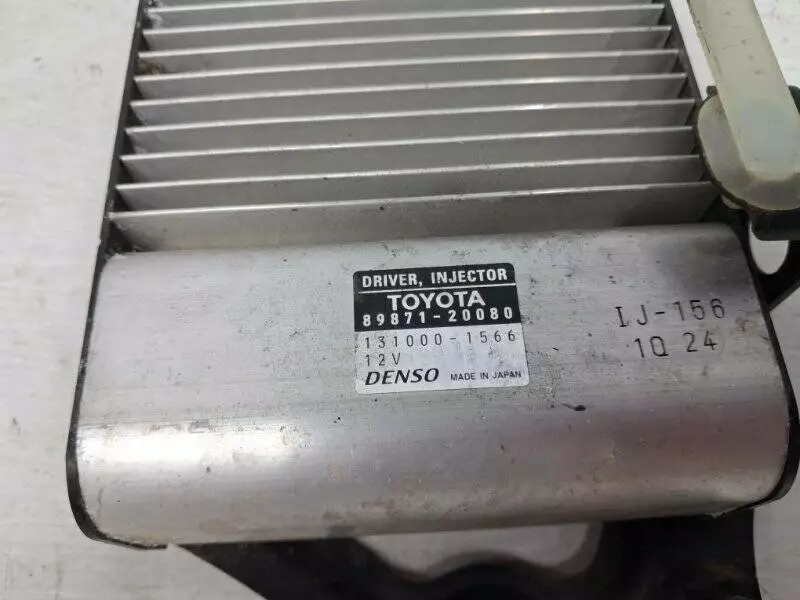 DRIVER, INJECTOR
TOYOTA
89871-20080
131000-1566
12V
DENSO MADE IN JAPAN
IJ-156
1Q 24